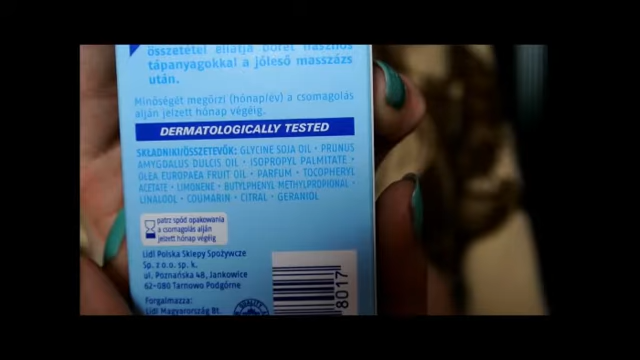 összetétel ellátja bőrét hasznos
tápanyagokkal a jóleső masszázs
után.
Minőségét megőrzi (hónap/év) a csomagolás
alján jelzett hónap végéig.
DERMATOLOGICALLY TESTED
SKŁADNIKI/ÖSSZETEVŐK: GLYCINE SOJA OIL • PRUNUS
AMYGDALUS DULCIS OIL • ISOPROPYL PALMITATE •
OLEA EUROPAEA FRUIT OIL • PARFUM • TOCOPHERYL
ACETATE • LIMONENE • BUTYLPHENYL METHYLPROPIONAL •
LINALOOL • COUMARIN • CITRAL • GERANIOL
patrz spód opakowania
a csomagolás alján
jelzett hónap végéig
Lidl Polska Sklepy Spożywcze
Sp. z o.o. sp. k.
ul. Poznańska 48, Jankowice
62-080 Tarnowo Podgórne
Forgalmazza:
Lidl Magyarország Bt.
QUALITY
8017